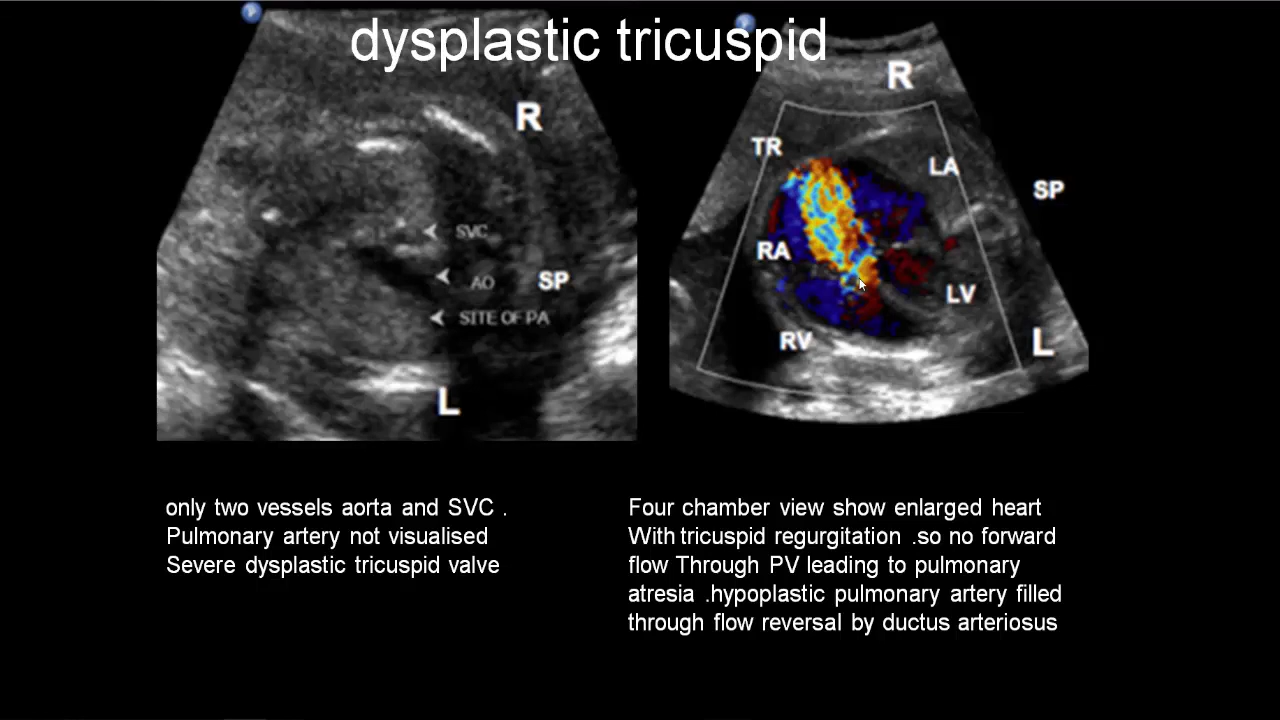 dysplastic tricuspid
R
SVC
AO
SP
SITE OF PA
L
R
TR
LA
SP
RA
LV
RV
L
only two vessels aorta and SVC .
Pulmonary artery not visualised
Severe dysplastic tricuspid valve
Four chamber view show enlarged heart
With tricuspid regurgitation .so no forward
flow Through PV leading to pulmonary
atresia .hypoplastic pulmonary artery filled
through flow reversal by ductus arteriosus